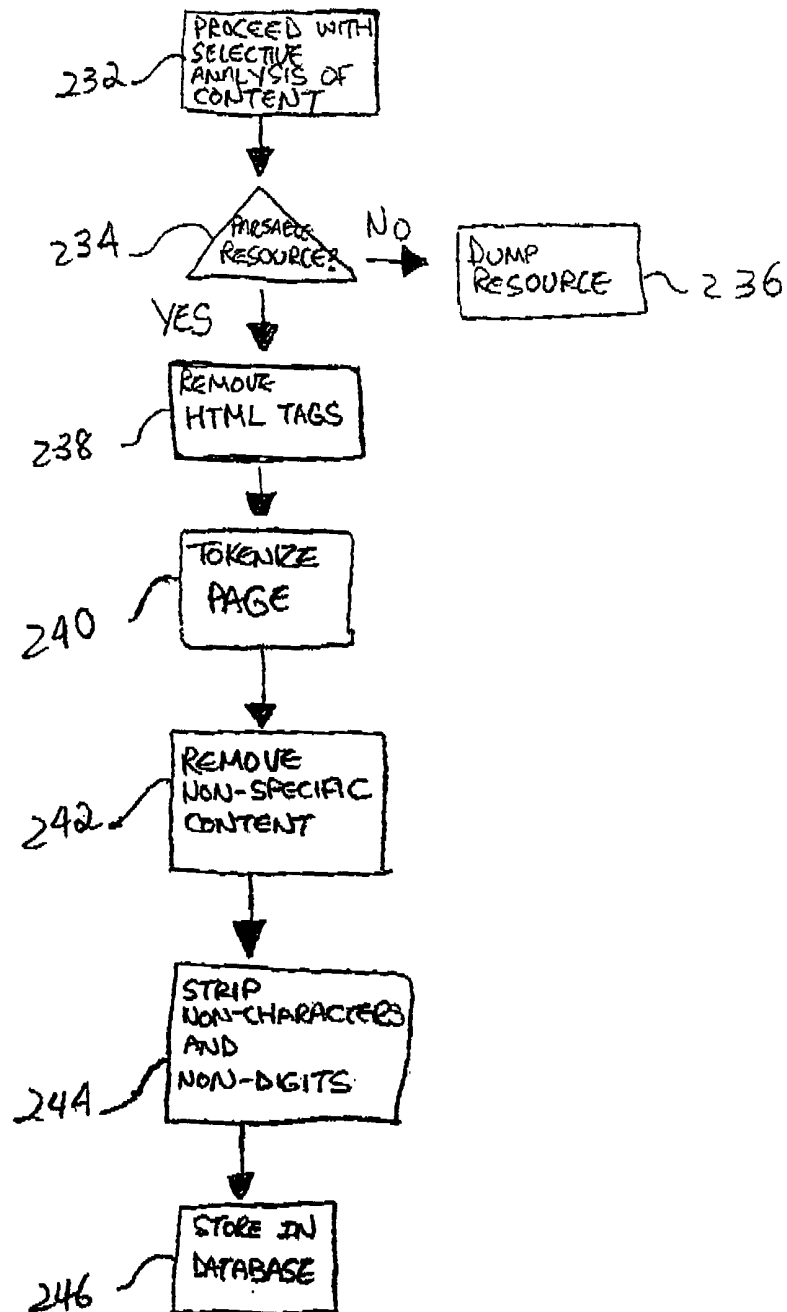 PROCEED WITH
SELECTIVE
ANALYSIS OF
CONTENT
232
PARSABLE
RESOURCE?
234
NO
DUMP
RESOURCE
236
YES
REMOVE
HTML TAGS
238
TOKENIZE
PAGE
240
REMOVE
NON-SPECIFIC
CONTENT
242
STRIP
NON-CHARACTERS
AND
NON-DIGITS
244
STORE IN
DATABASE
246